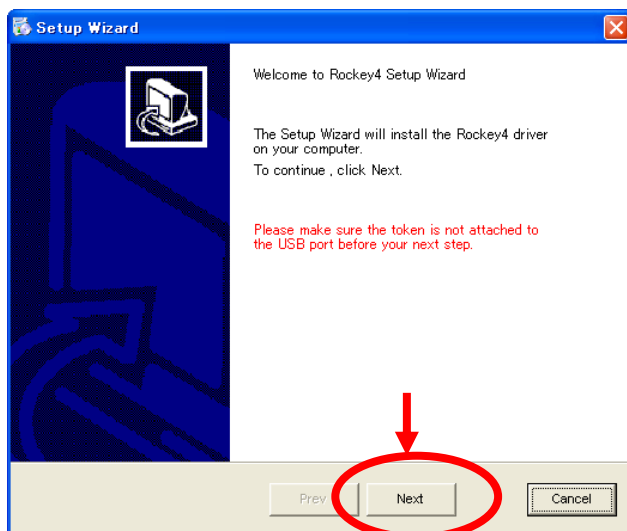 Setup Wizard
Welcome to Rockey4 Setup Wizard
The Setup Wizard will install the Rockey4 driver
on your computer.
To continue , click Next.
Please make sure the token is not attached to
the USB port before your next step.
Prev
Next
Cancel